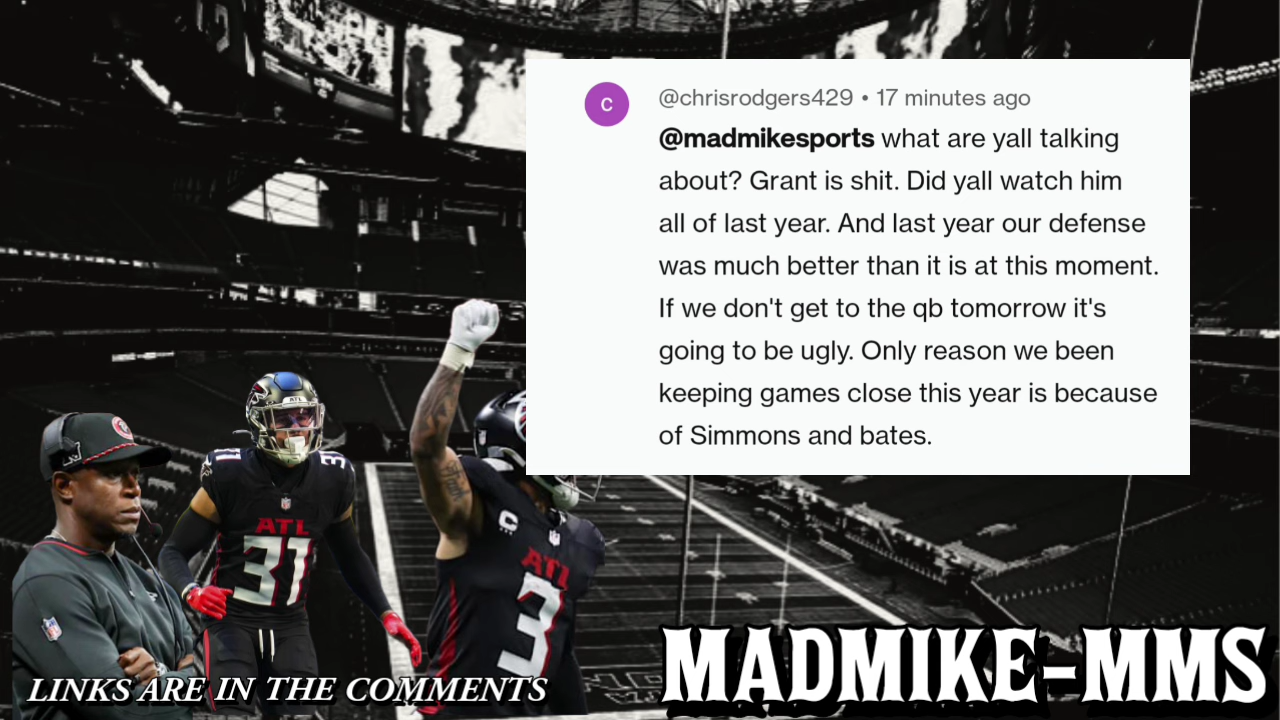 C
@chrisrodgers429 • 17 minutes ago
@madmikesports what are yall talking
about? Grant is shit. Did yall watch him
all of last year. And last year our defense
was much better than it is at this moment.
If we don't get to the qb tomorrow it's
going to be ugly. Only reason we been
keeping games close this year is because
of Simmons and bates.
ATL
31
31
31
ATL
C
ATL
3
LINKS ARE IN THE COMMENTS
MADMIKE-MMS